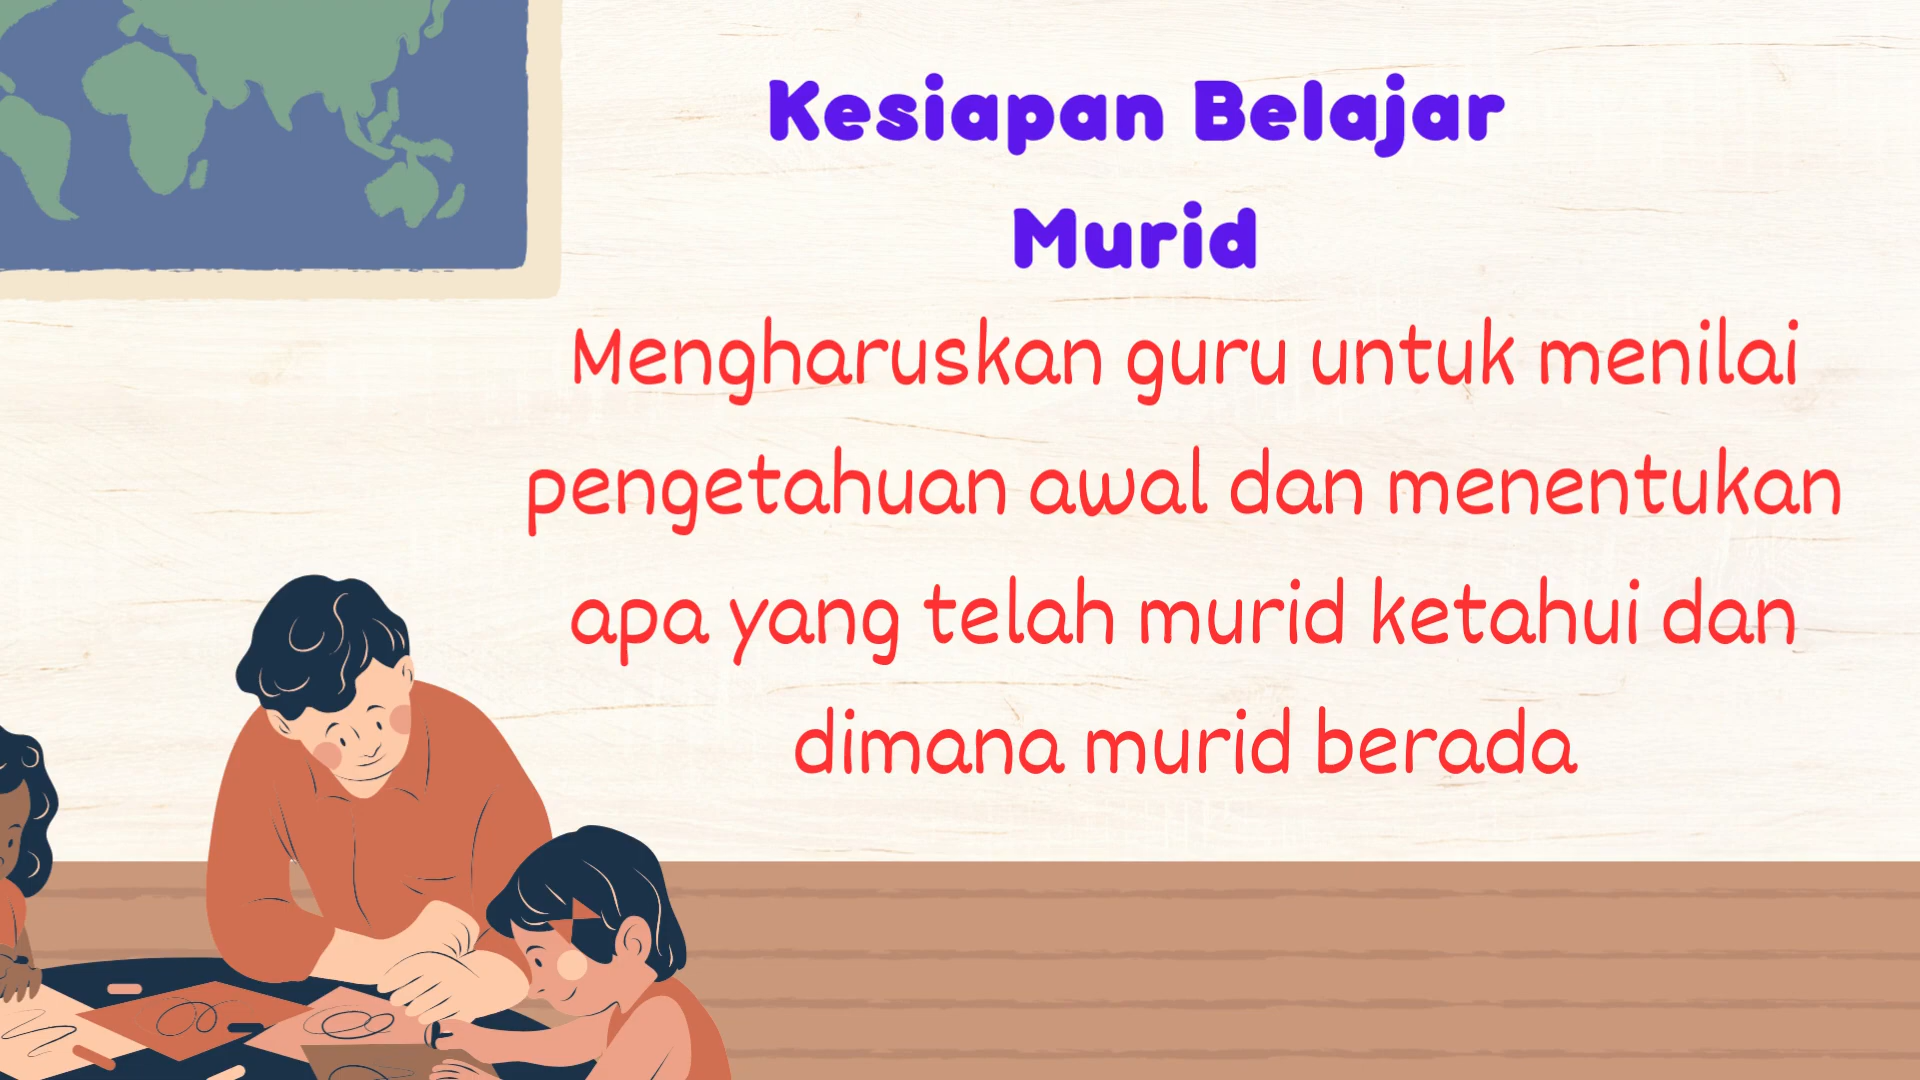 Kesiapan Belajar
Murid
Mengharuskan guru untuk menilai
pengetahuan awal dan menentukan
apa yang telah murid ketahui dan
dimana murid berada